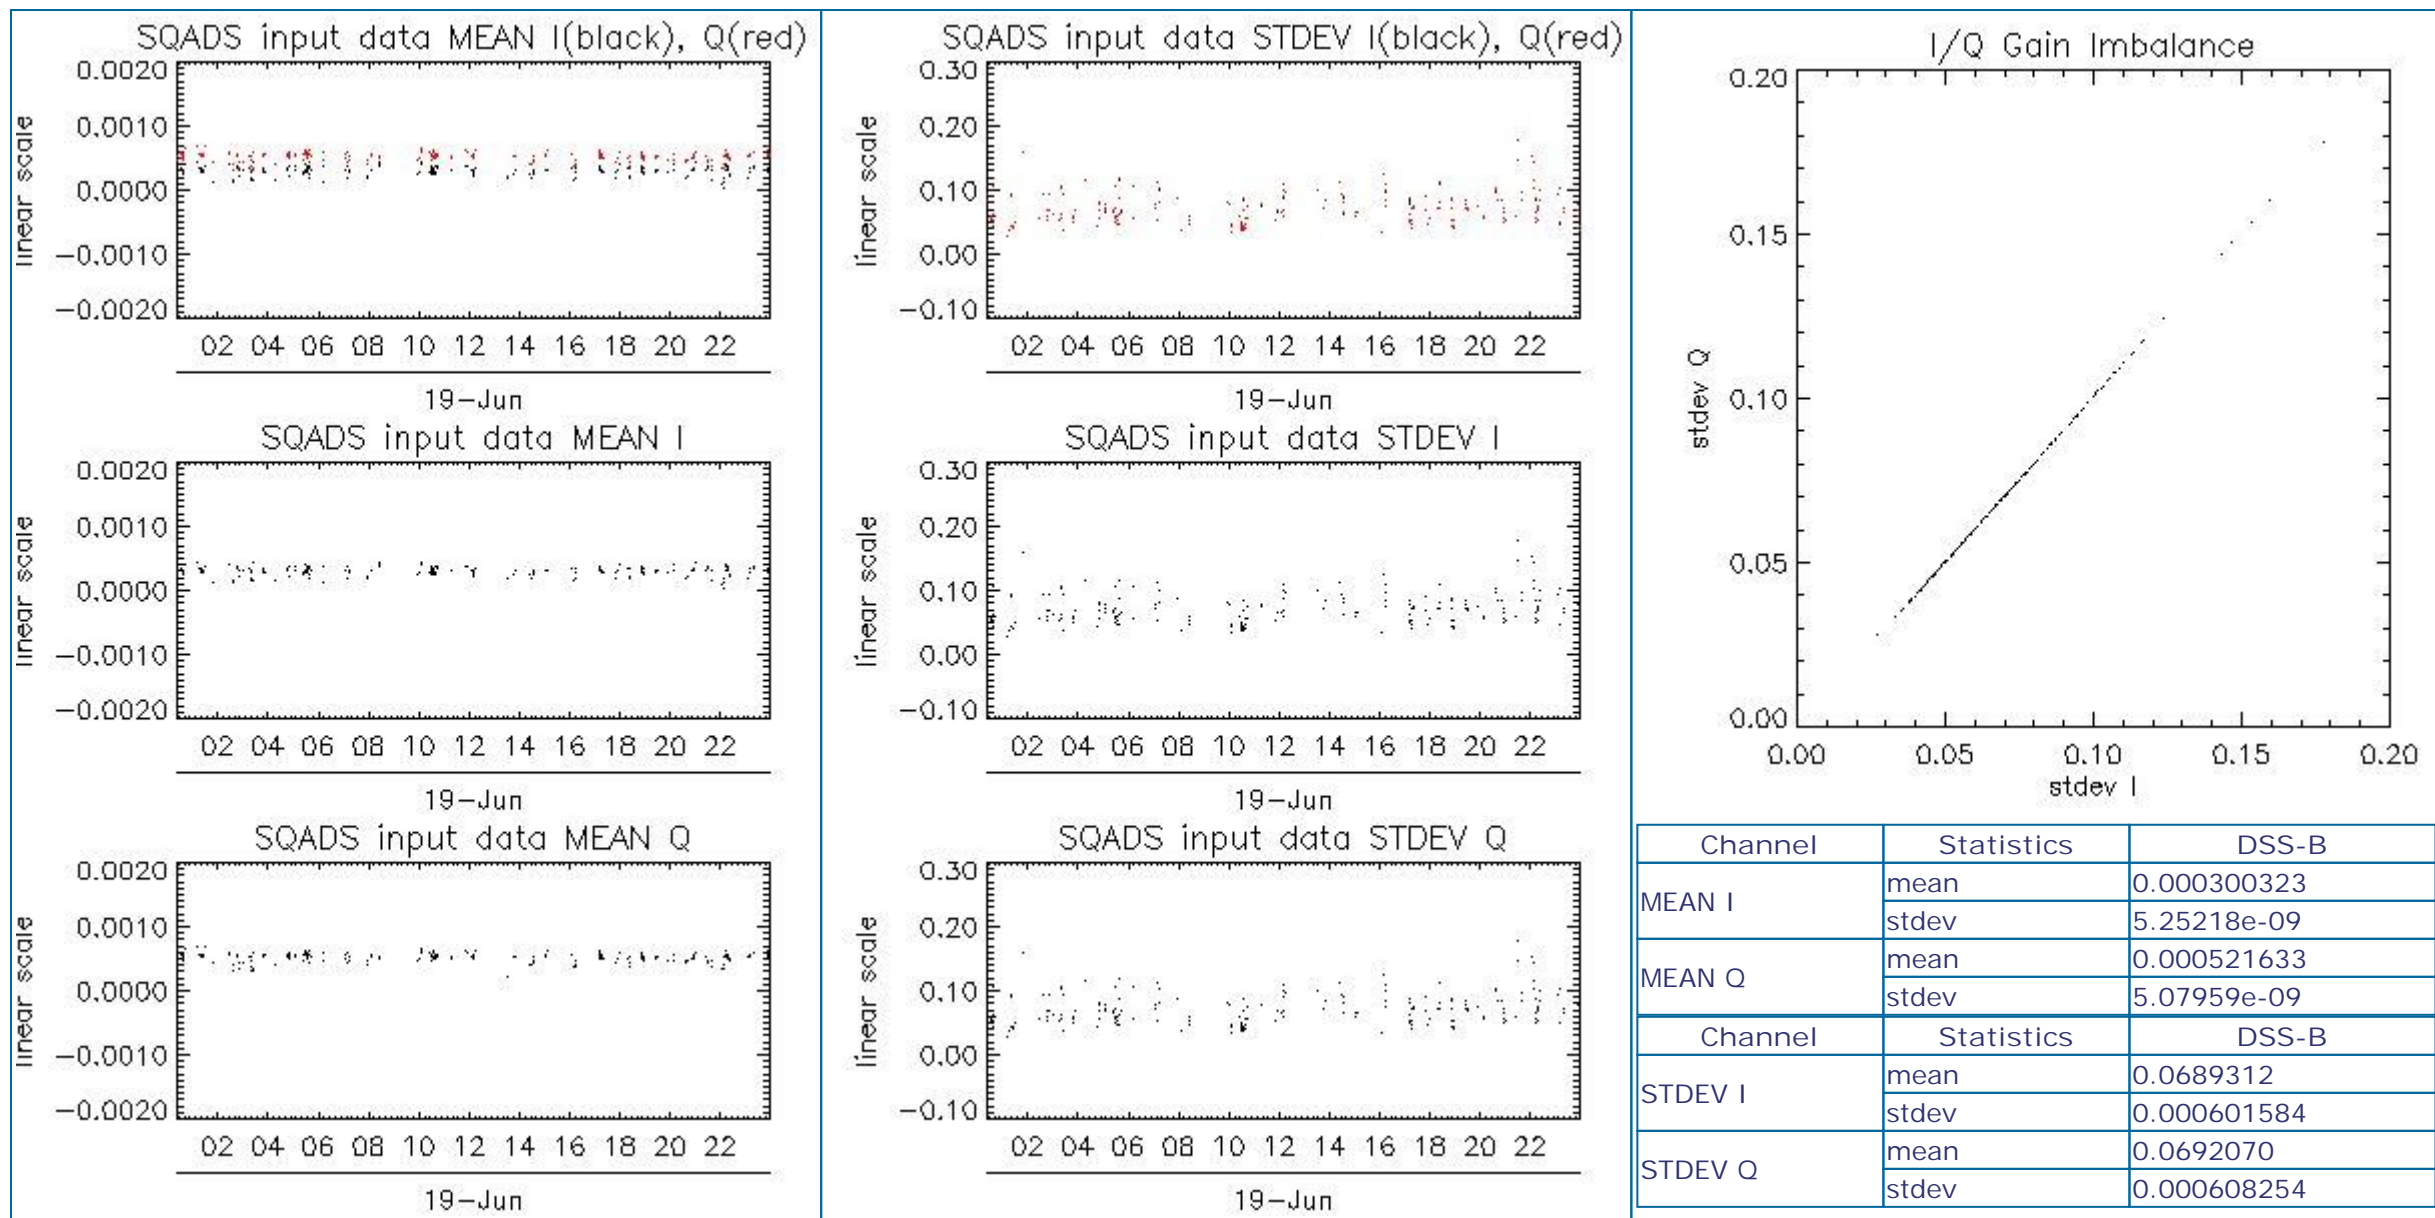 SQADS input data MEAN I(black), Q(red)
linear scale
0.0020
0.0010
0.0000
−0.0010
−0.0020
02 04 06 08 10 12 14 16 18 20 22
19−Jun
SQADS input data MEAN I
linear scale
0.0020
0.0010
0.0000
−0.0010
−0.0020
02 04 06 08 10 12 14 16 18 20 22
19−Jun
SQADS input data MEAN Q
linear scale
0.0020
0.0010
0.0000
−0.0010
−0.0020
02 04 06 08 10 12 14 16 18 20 22
19−Jun
SQADS input data STDEV I(black), Q(red)
linear scale
0.30
0.20
0.10
0.00
−0.10
02 04 06 08 10 12 14 16 18 20 22
19−Jun
SQADS input data STDEV I
linear scale
0.30
0.20
0.10
0.00
−0.10
02 04 06 08 10 12 14 16 18 20 22
19−Jun
SQADS input data STDEV Q
linear scale
0.30
0.20
0.10
0.00
−0.10
02 04 06 08 10 12 14 16 18 20 22
19−Jun
I/Q Gain Imbalance
stdev Q
0.20
0.15
0.10
0.05
0.00
0.00 0.05 0.10 0.15 0.20
stdev I
Channel Statistics DSS-B
MEAN I mean 0.000300323
stdev 5.25218e-09
MEAN Q mean 0.000521633
stdev 5.07959e-09
Channel Statistics DSS-B
STDEV I mean 0.0689312
stdev 0.000601584
STDEV Q mean 0.0692070
stdev 0.000608254